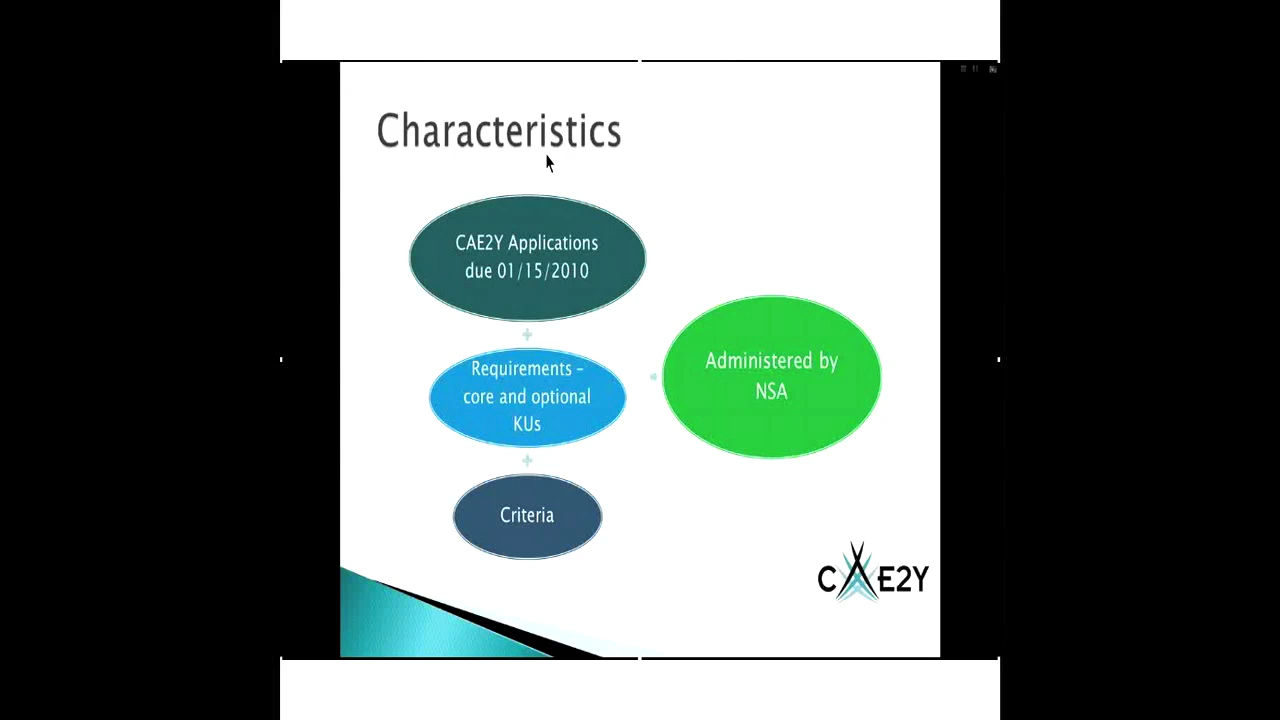 Characteristics
CAE2Y Applications
due 01/15/2010
Requirements –
core and optional
KUs
Criteria
Administered by
NSA
CAE2Y